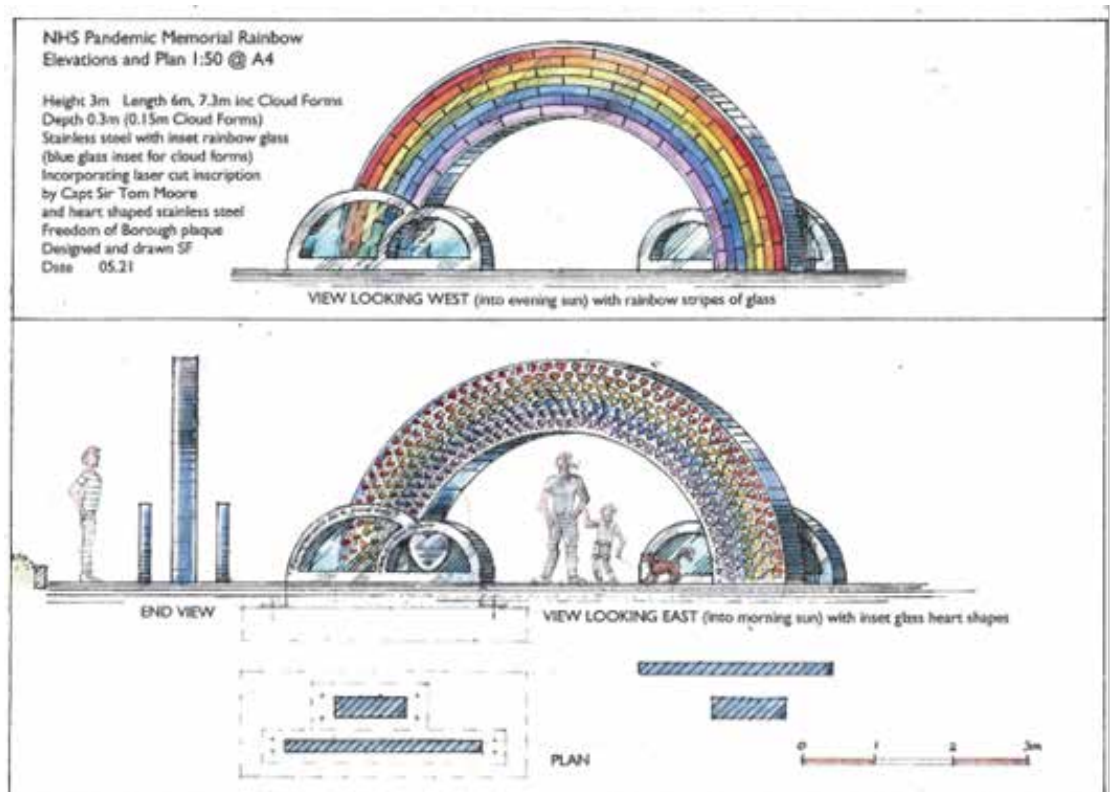 NHS Pandemic Memorial Rainbow
Elevations and Plan 1:50 @ A4
Height 3m Length 6m, 7.3m inc Cloud Forms
Depth 0.3m (0.15m Cloud Forms)
Stainless steel with inset rainbow glass
(blue glass inset for cloud forms)
Incorporating laser cut inscription
by Capt Sir Tom Moore
and heart shaped stainless steel
Freedom of Borough plaque
Designed and drawn SF
Date 05.21
VIEW LOOKING WEST (into evening sun) with rainbow stripes of glass
END VIEW
VIEW LOOKING EAST (into morning sun) with inset glass heart shapes
PLAN
0 1 2 3m